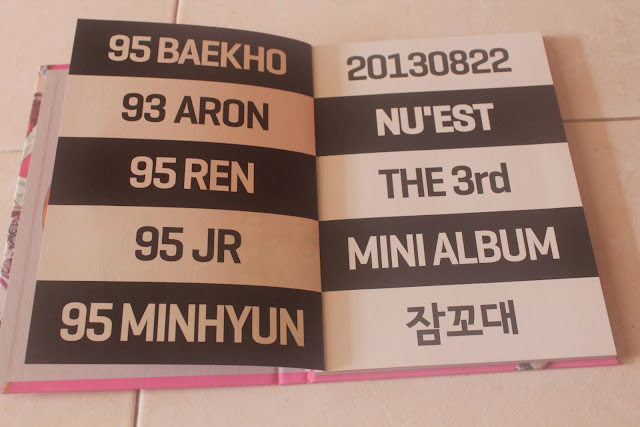 95 BAEKHO
93 ARON
95 REN
95 JR
95 MINHYUN
20130822
NU'EST
THE 3rd
MINI ALBUM
잠꼬대